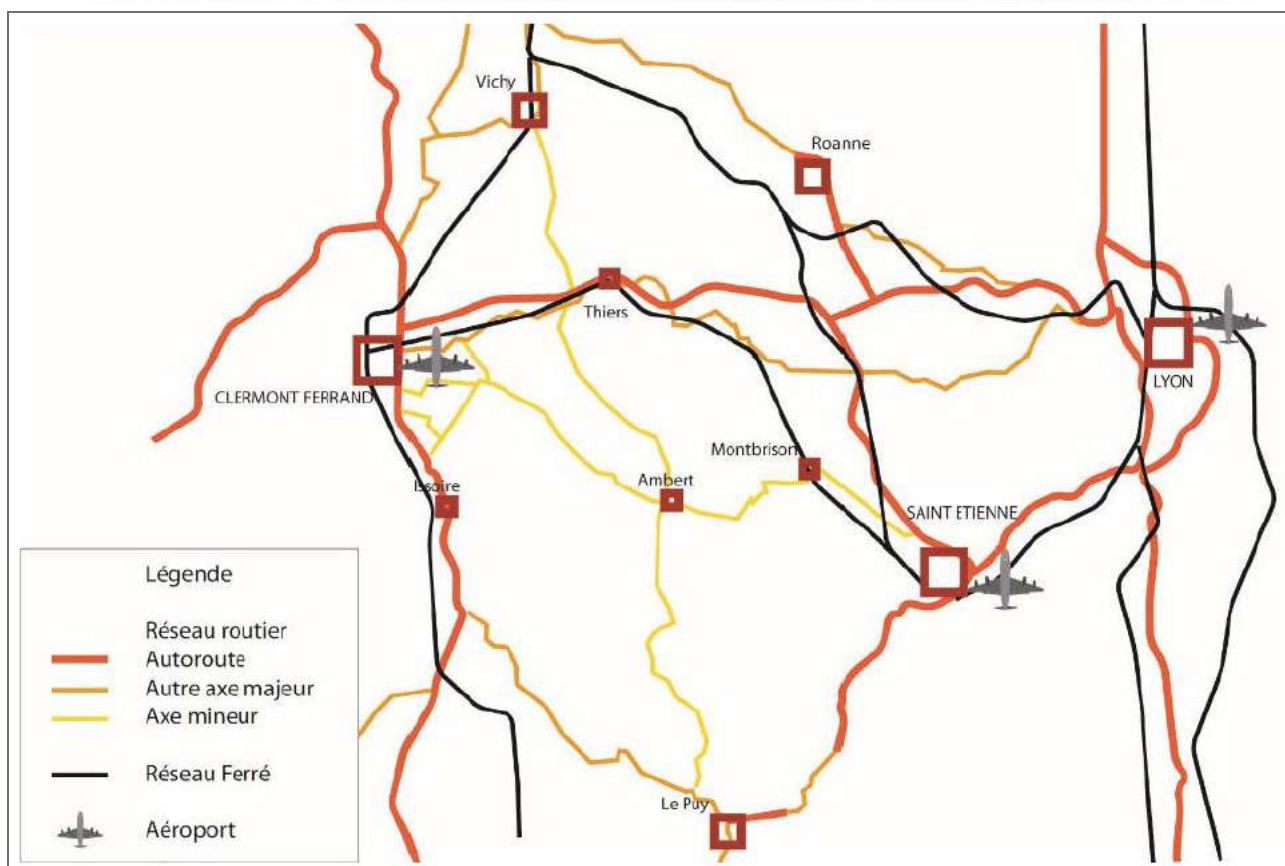 Vichy
Roanne
Thiers
CLERMONT FERRAND
LYON
Montbrison
Issoire
Ambert
SAINT ETIENNE
Le Puy
Légende
Réseau routier
Autoroute
Autre axe majeur
Axe mineur
Réseau Ferré
Aéroport